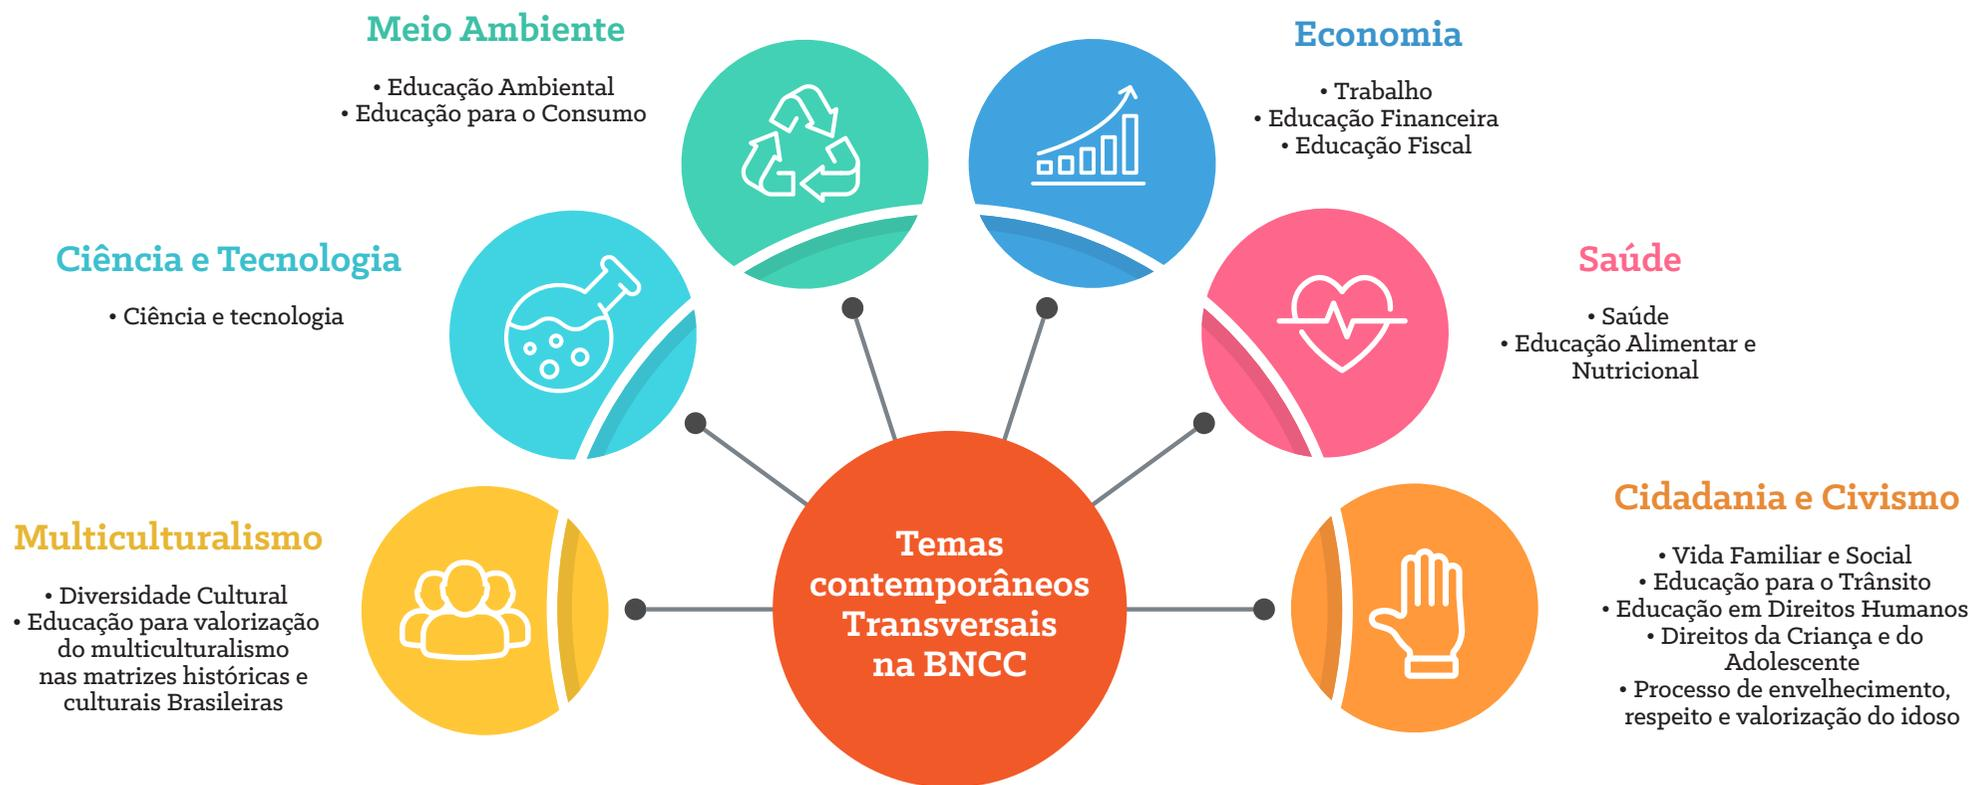 Meio Ambiente
• Educação Ambiental
• Educação para o Consumo
Economia
• Trabalho
• Educação Financeira
• Educação Fiscal
Ciência e Tecnologia
• Ciência e tecnologia
Saúde
• Saúde
• Educação Alimentar e
Nutricional
Multiculturalismo
• Diversidade Cultural
• Educação para valorização
do multiculturalismo
nas matrizes históricas e
culturais Brasileiras
Temas
contemporâneos
Transversais
na BNCC
Cidadania e Civismo
• Vida Familiar e Social
• Educação para o Trânsito
• Educação em Direitos Humanos
• Direitos da Criança e do
Adolescente
• Processo de envelhecimento,
respeito e valorização do idoso